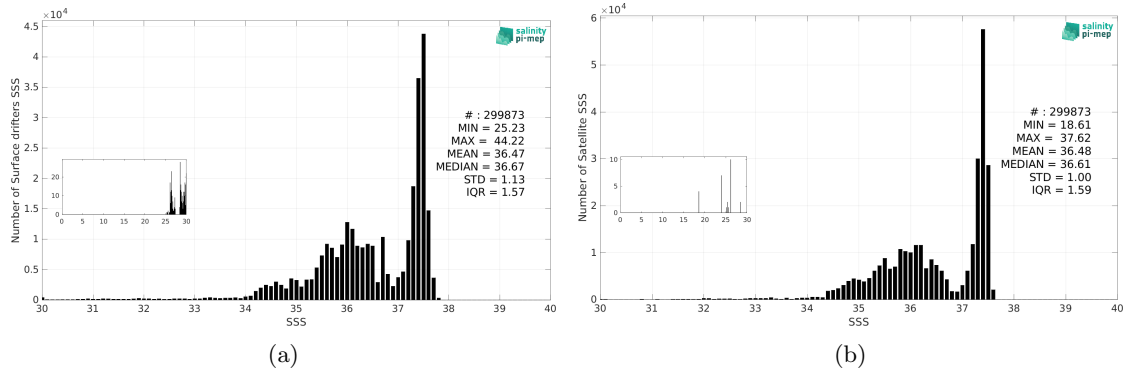 ×10^4
4.5
4
3.5
3
2.5
2
1.5
1
0.5
0
Number of Surface drifters SSS
salinity
pi-mep
# : 299873
MIN = 25.23
MAX = 44.22
MEAN = 36.47
MEDIAN = 36.67
STD = 1.13
IQR = 1.57
20
10
0
0 5 10 15 20 25 30
30 31 32 33 34 35 36 37 38 39 40
SSS
(a)
×10^4
6
5
4
3
2
1
0
Number of Satellite SSS
salinity
pi-mep
# : 299873
MIN = 18.61
MAX = 37.62
MEAN = 36.48
MEDIAN = 36.61
STD = 1.00
IQR = 1.59
10
5
0
0 5 10 15 20 25 30
30 31 32 33 34 35 36 37 38 39 40
SSS
(b)